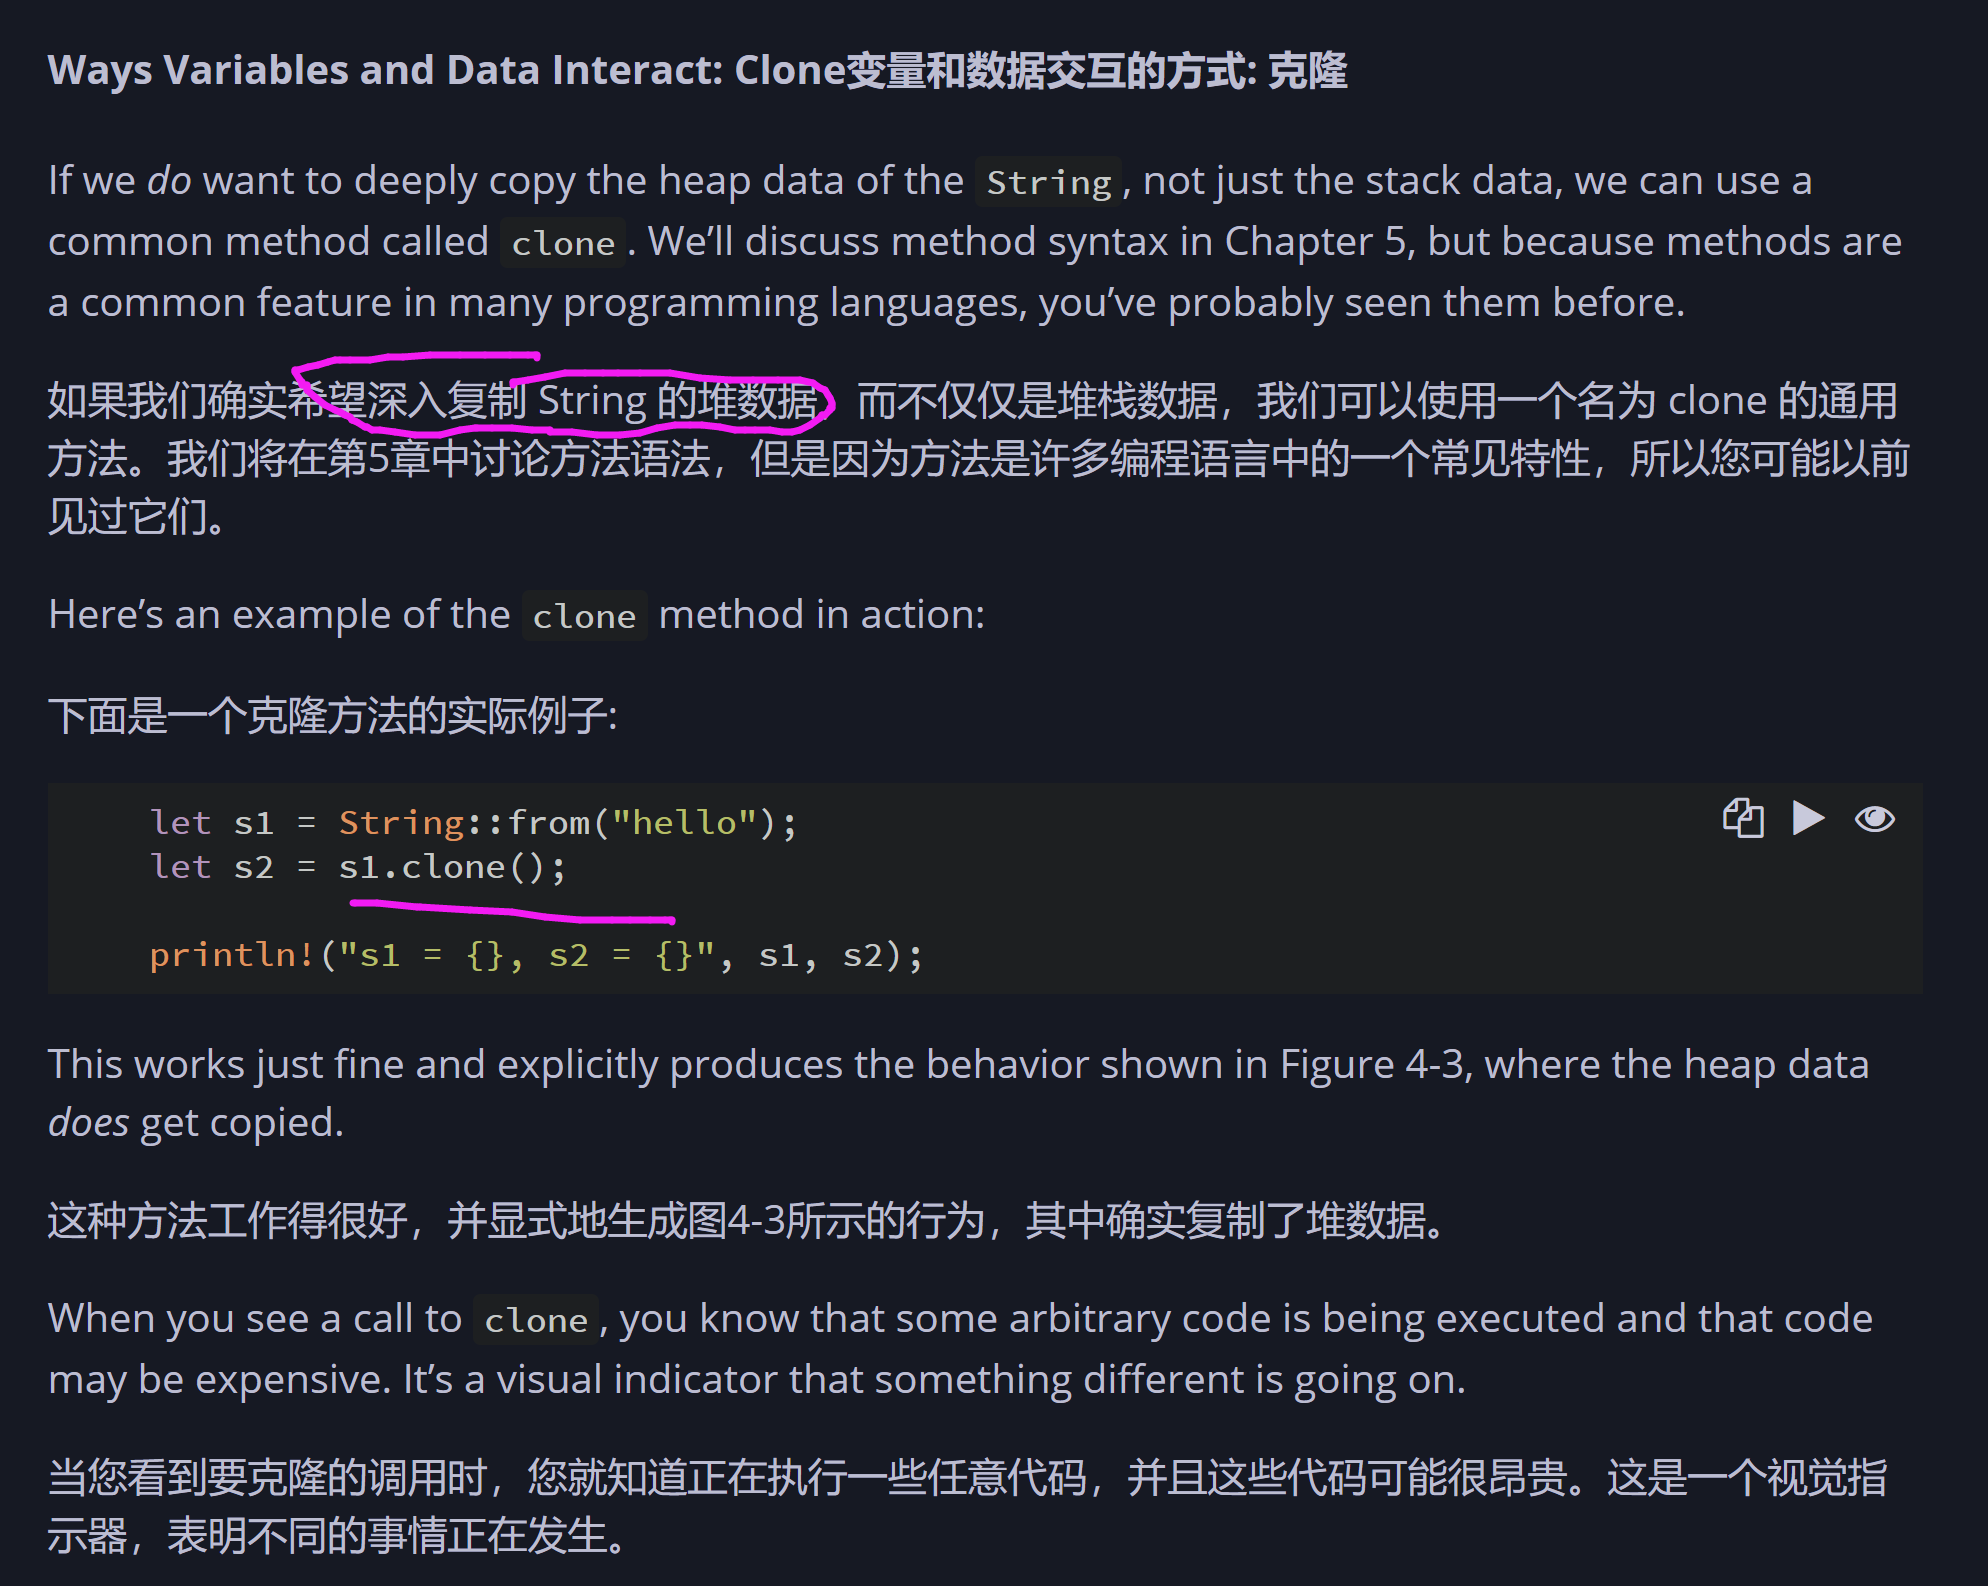 Ways Variables and Data Interact: Clone变量和数据交互的方式: 克隆
If we do want to deeply copy the heap data of the String, not just the stack data, we can use a
common method called clone. We’ll discuss method syntax in Chapter 5, but because methods are
a common feature in many programming languages, you’ve probably seen them before.
如果我们确实希望深入复制 String 的堆数据，而不仅仅是堆栈数据，我们可以使用一个名为 clone 的通用
方法。我们将在第5章中讨论方法语法，但是因为方法是许多编程语言中的一个常见特性，所以您可能以前
见过它们。
Here’s an example of the clone method in action:
下面是一个克隆方法的实际例子:
let s1 = String::from("hello");
let s2 = s1.clone();
println!("s1 = {}, s2 = {}", s1, s2);
This works just fine and explicitly produces the behavior shown in Figure 4-3, where the heap data
does get copied.
这种方法工作得很好，并显式地生成图4-3所示的行为，其中确实复制了堆数据。
When you see a call to clone, you know that some arbitrary code is being executed and that code
may be expensive. It’s a visual indicator that something different is going on.
当您看到要克隆的调用时，您就知道正在执行一些任意代码，并且这些代码可能很昂贵。这是一个视觉指
示器，表明不同的事情正在发生。